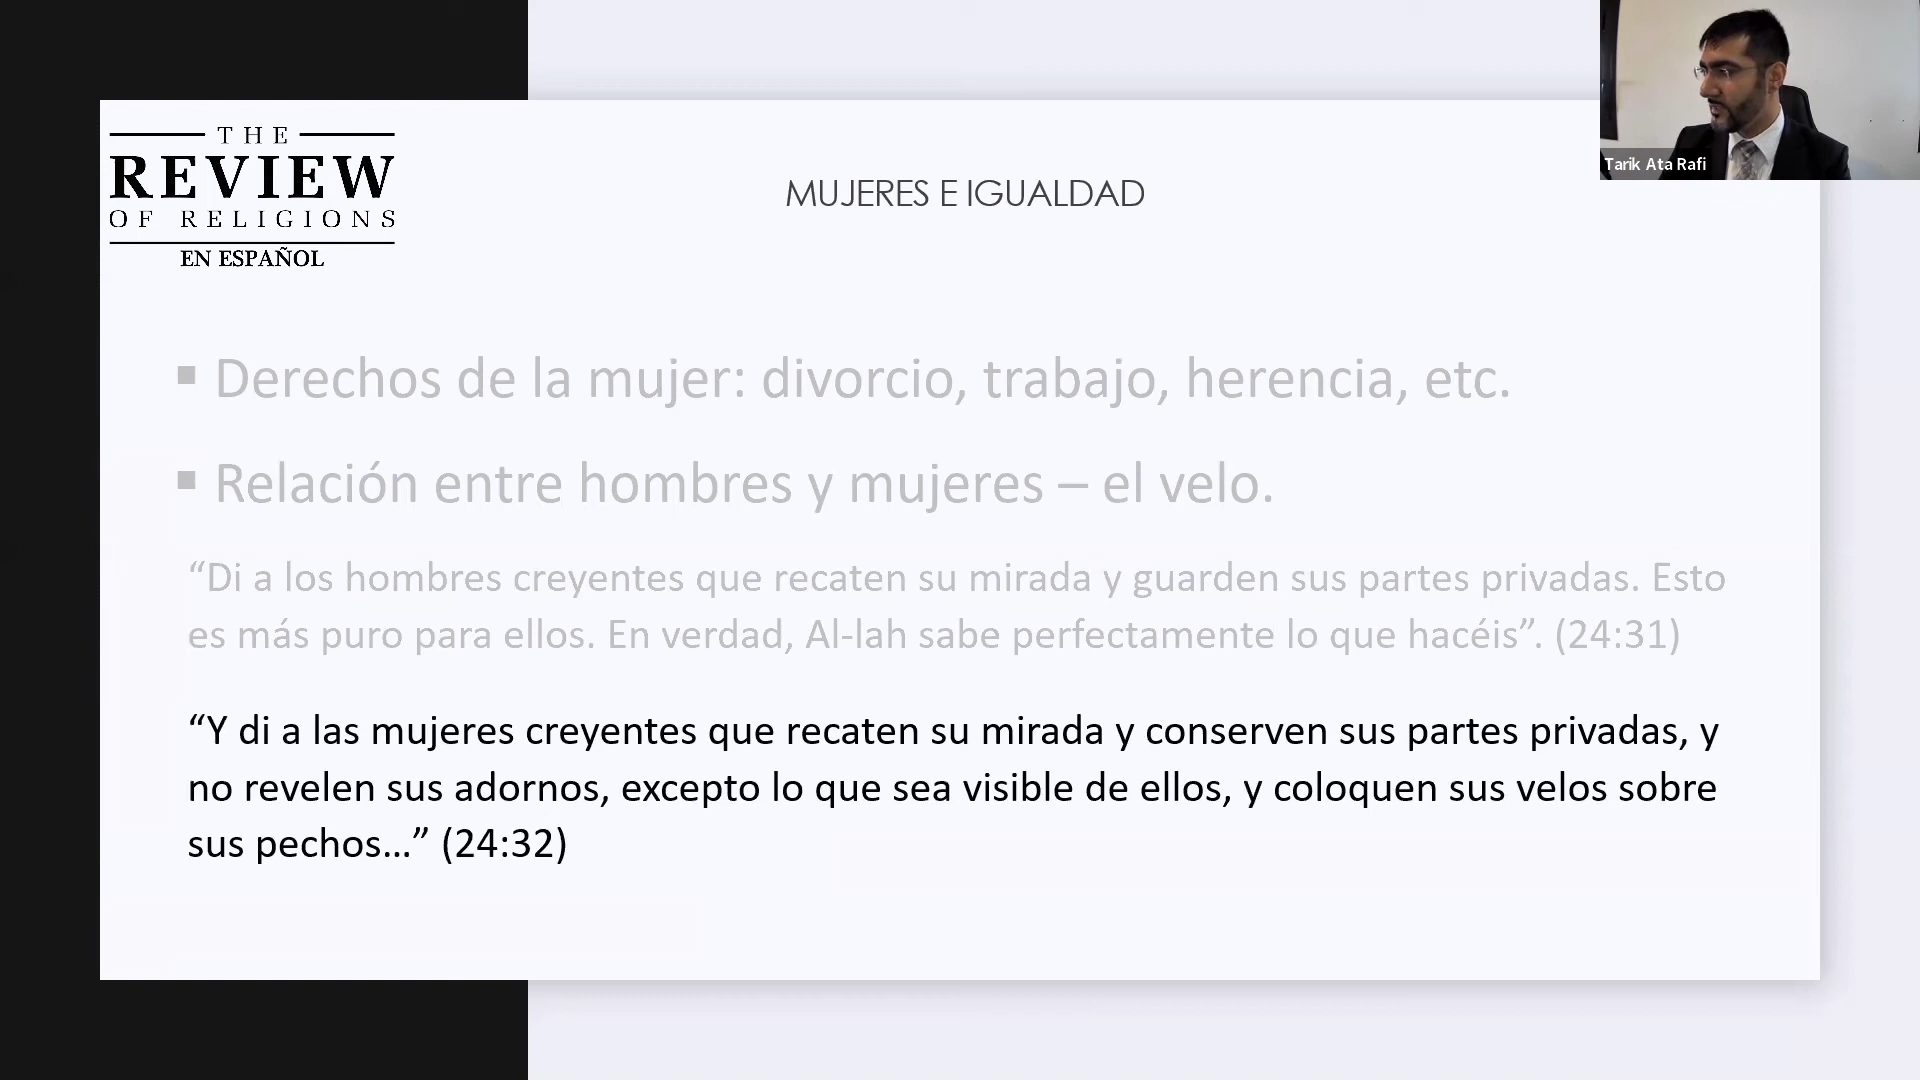 THE
REVIEW
OF RELIGIONS
EN ESPAÑOL
MUJERES E IGUALDAD
Tarik Ata Rafi
▪ Derechos de la mujer: divorcio, trabajo, herencia, etc.
▪ Relación entre hombres y mujeres – el velo.
“Di a los hombres creyentes que recaten su mirada y guarden sus partes privadas. Esto
es más puro para ellos. En verdad, Al-lah sabe perfectamente lo que hacéis”. (24:31)
“Y di a las mujeres creyentes que recaten su mirada y conserven sus partes privadas, y
no revelen sus adornos, excepto lo que sea visible de ellos, y coloquen sus velos sobre
sus pechos…” (24:32)